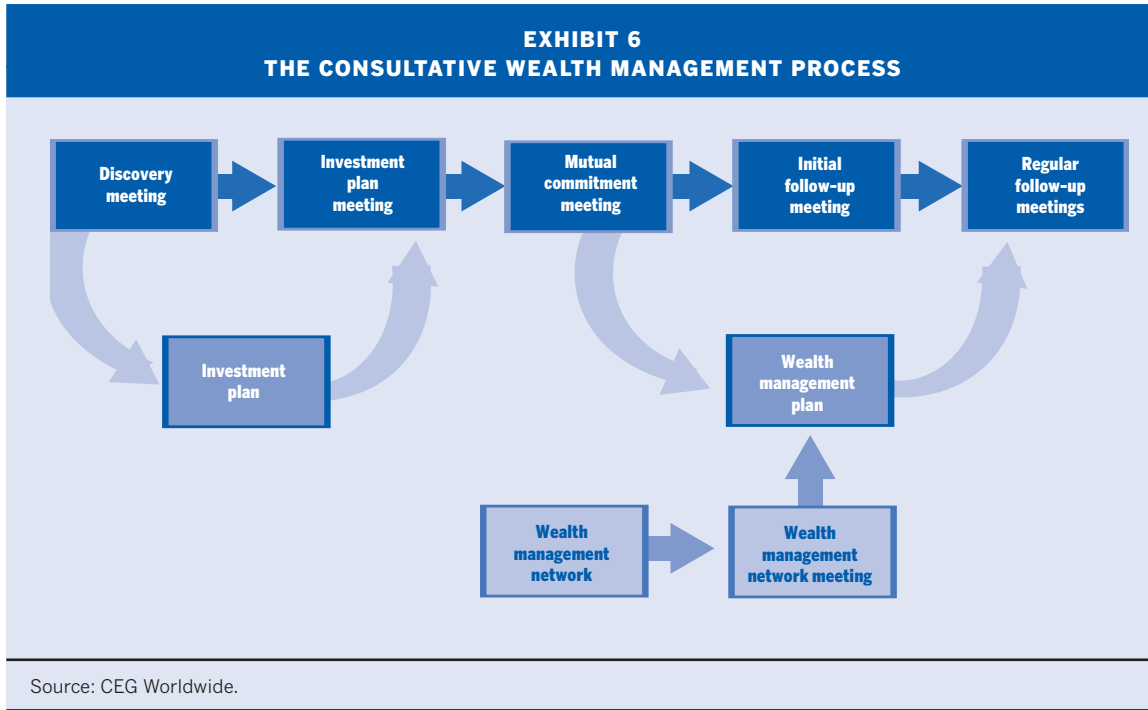 EXHIBIT 6
THE CONSULTATIVE WEALTH MANAGEMENT PROCESS
Discovery
meeting
Investment
plan
meeting
Mutual
commitment
meeting
Initial
follow-up
meeting
Regular
follow-up
meetings
Investment
plan
Wealth
management
plan
Wealth
management
network
Wealth
management
network meeting
Source: CEG Worldwide.